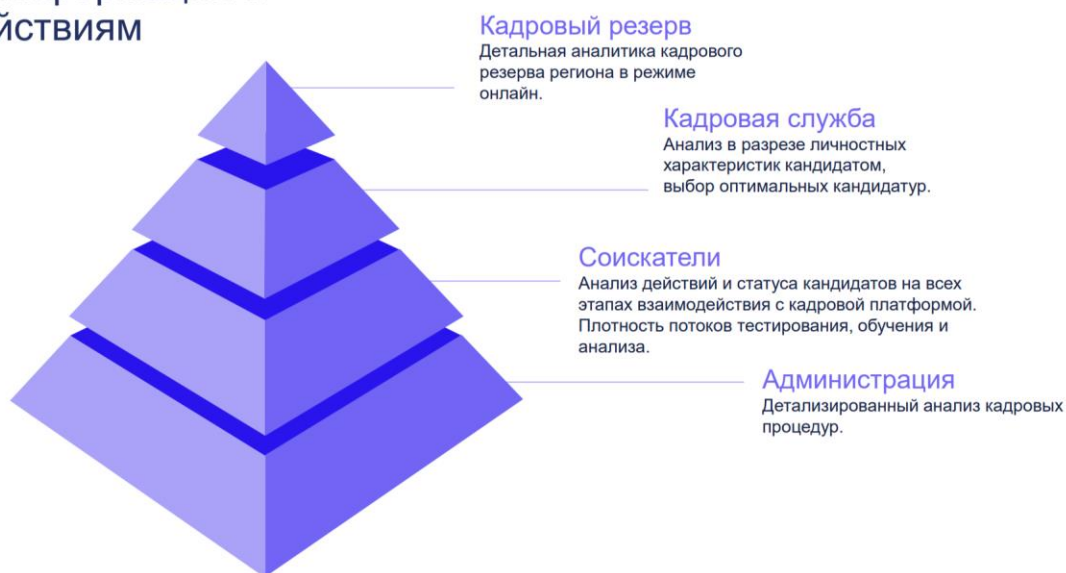 Кадровый резерв
Детальная аналитика кадрового
резерва региона в режиме
онлайн.
Кадровая служба
Анализ в разрезе личностных
характеристик кандидатом,
выбор оптимальных кандидатур.
Соискатели
Анализ действий и статуса кандидатов на всех
этапах взаимодействия с кадровой платформой.
Плотность потоков тестирования, обучения и
анализа.
Администрация
Детализированный анализ кадровых
процедур.